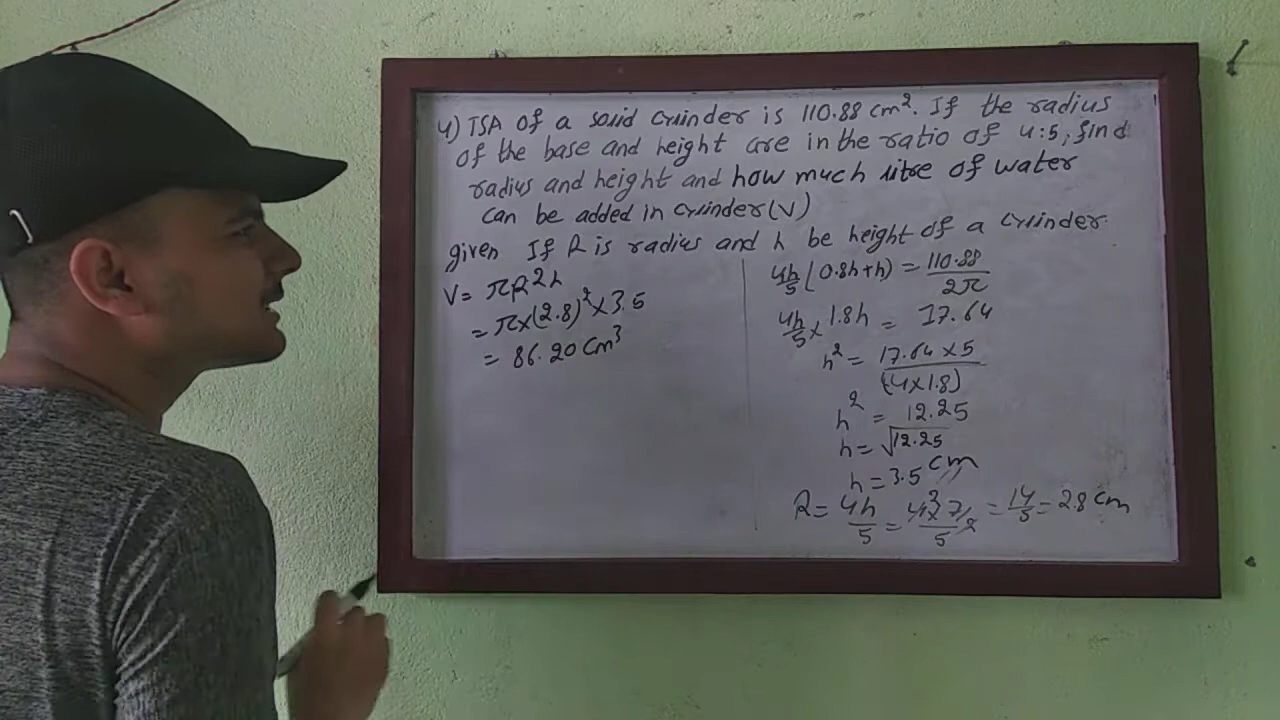 4) TSA of a solid cylinder is 110.88 cm². If the radius
of the base and height are in the ratio of 4:5, find
radius and height and how much litre of water
can be added in cylinder(V)
given If R is radius and h be height of a cylinder
V = πR²h
= π×(2.8)²×3.5
= 86.20 cm³
4h/5 (0.8h+h) = 110.88/2π
4h/5 × 1.8h = 17.64
h² = 17.64 × 5/(4×1.8)
h² = 12.25
h = √12.25
h = 3.5 cm
R = 4h/5 = 14/5 = 2.8 cm